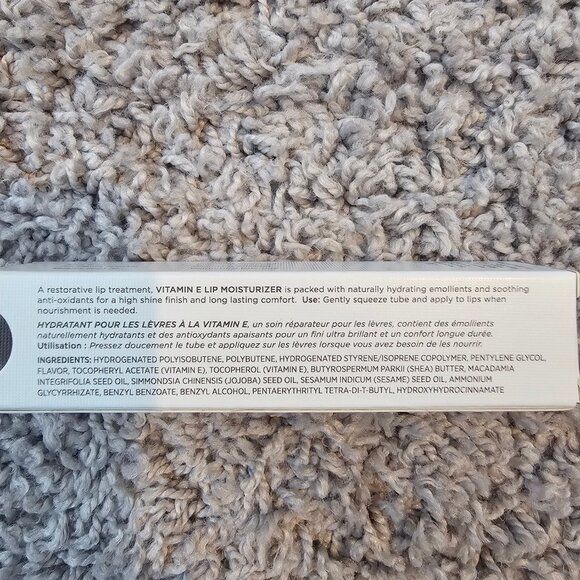 A restorative lip treatment, VITAMIN E LIP MOISTURIZER is packed with naturally hydrating emollients and soothing
anti-oxidants for a high shine finish and long lasting comfort. Use: Gently squeeze tube and apply to lips when
nourishment is needed.
HYDRATANT POUR LES LÈVRES À LA VITAMIN E, un soin réparateur pour les lèvres, contient des émollients
naturellement hydratants et des antioxydants apaisants pour un fini ultra brillant et un confort longue durée.
Utilisation : Pressez doucement le tube et appliquez sur les lèvres lorsque vous avez besoin de les nourrir.
INGREDIENTS: HYDROGENATED POLYISOBUTENE, POLYBUTENE, HYDROGENATED STYRENE/ISOPRENE COPOLYMER, PENTYLENE GLYCOL,
FLAVOR, TOCOPHERYL ACETATE (VITAMIN E), TOCOPHEROL (VITAMIN E), BUTYROSPERMUM PARKII (SHEA) BUTTER, MACADAMIA
INTEGRIFOLIA SEED OIL, SIMMONDSIA CHINENSIS (JOJOBA) SEED OIL, SESAMUM INDICUM (SESAME) SEED OIL, AMMONIUM
GLYCYRRHIZATE, BENZYL BENZOATE, BENZYL ALCOHOL, PENTAERYTHRITYL TETRA-DI-T-BUTYL, HYDROXYHYDROCINNAMATE